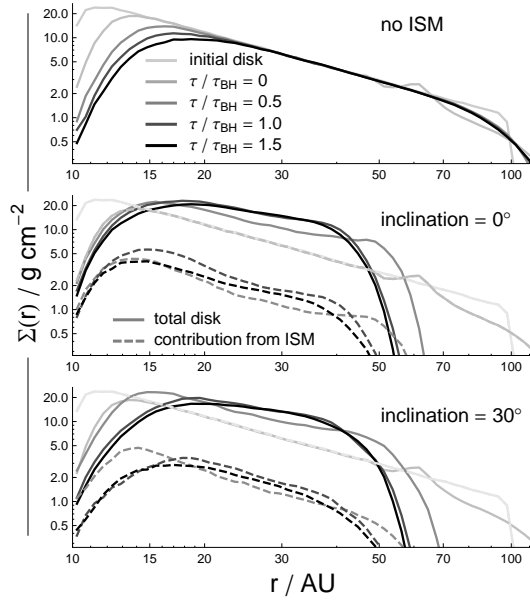 no ISM
20.0
10.0
5.0
2.0
1.0
0.5
initial disk
τ / τBH = 0
τ / τBH = 0.5
τ / τBH = 1.0
τ / τBH = 1.5
10 15 20 30 50 70 100
Σ(r) / g cm−2
inclination = 0°
20.0
10.0
5.0
2.0
1.0
0.5
total disk
contribution from ISM
10 15 20 30 50 70 100
inclination = 30°
20.0
10.0
5.0
2.0
1.0
0.5
10 15 20 30 50 70 100
r / AU